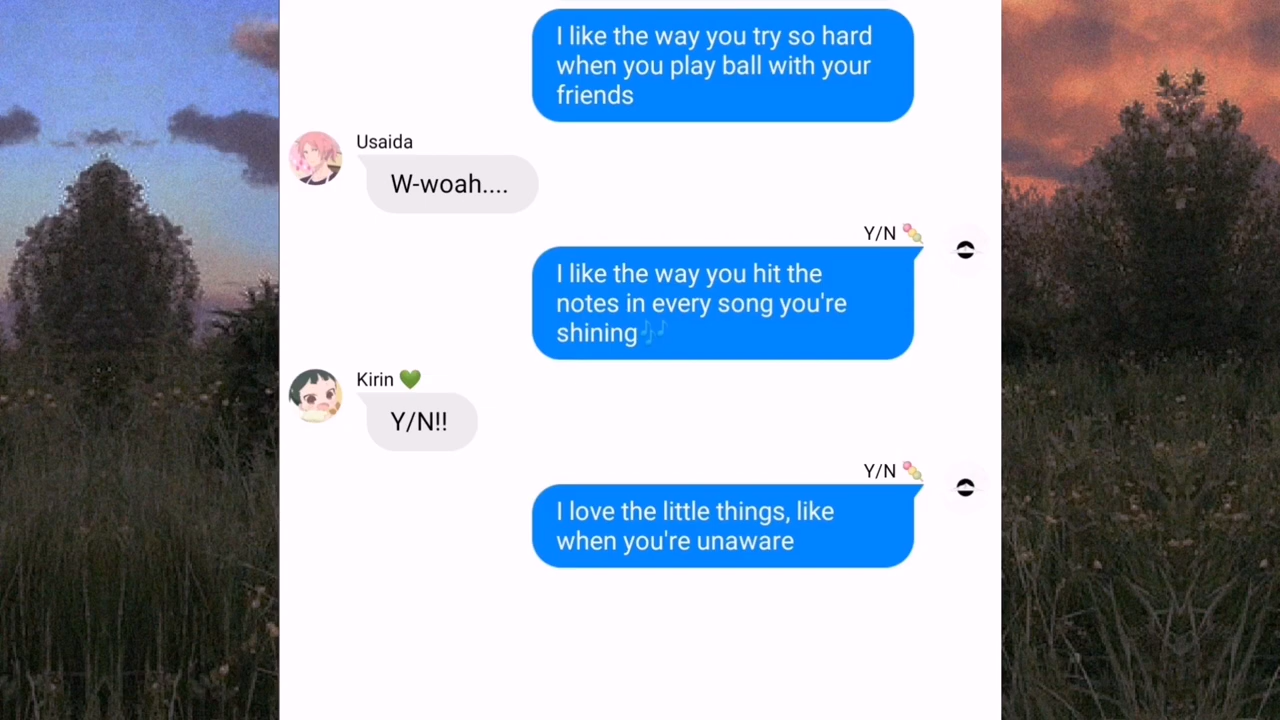 I like the way you try so hard
when you play ball with your
friends
Usaida
W-woah....
Y/N 🍡
I like the way you hit the
notes in every song you're
shining🎶
Kirin 💚
Y/N!!
Y/N 🍡
I love the little things, like
when you're unaware